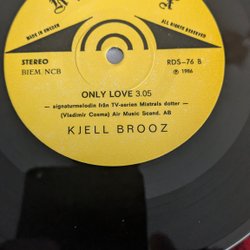 MADE IN SWEDEN
ALL RIGHTS RESERVED
STEREO
BIEM, NCB
RDS-76 B
℗ 1986
ONLY LOVE 3.05
— signaturmelodin från TV-serien Mistrals dotter —
(Vladimir Cosma) Air Music Scand. AB
KJELL BROOZ